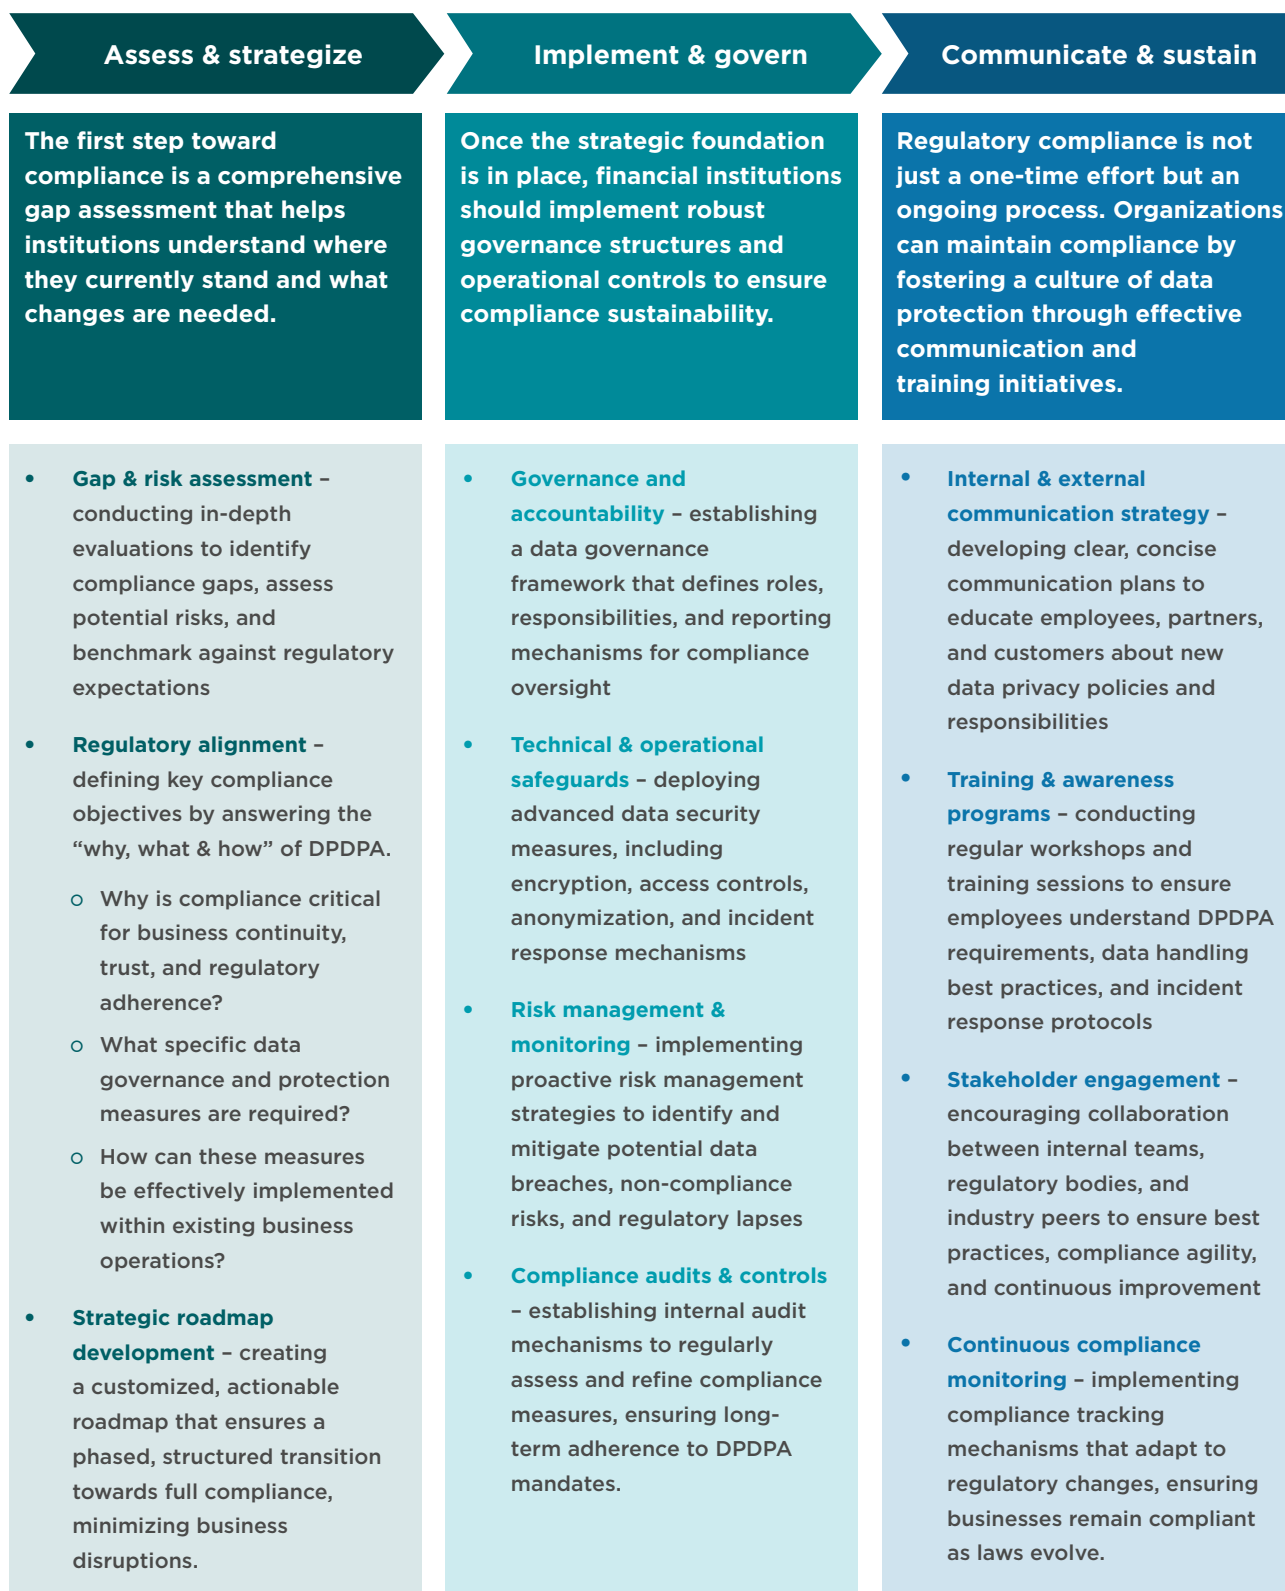 Assess & strategize
The first step toward
compliance is a comprehensive
gap assessment that helps
institutions understand where
they currently stand and what
changes are needed.
• Gap & risk assessment –
conducting in-depth
evaluations to identify
compliance gaps, assess
potential risks, and
benchmark against regulatory
expectations
• Regulatory alignment –
defining key compliance
objectives by answering the
“why, what & how” of DPDPA.
o Why is compliance critical
for business continuity,
trust, and regulatory
adherence?
o What specific data
governance and protection
measures are required?
o How can these measures
be effectively implemented
within existing business
operations?
• Strategic roadmap
development – creating
a customized, actionable
roadmap that ensures a
phased, structured transition
towards full compliance,
minimizing business
disruptions.
Implement & govern
Once the strategic foundation
is in place, financial institutions
should implement robust
governance structures and
operational controls to ensure
compliance sustainability.
• Governance and
accountability – establishing
a data governance
framework that defines roles,
responsibilities, and reporting
mechanisms for compliance
oversight
• Technical & operational
safeguards – deploying
advanced data security
measures, including
encryption, access controls,
anonymization, and incident
response mechanisms
• Risk management &
monitoring – implementing
proactive risk management
strategies to identify and
mitigate potential data
breaches, non-compliance
risks, and regulatory lapses
• Compliance audits & controls
– establishing internal audit
mechanisms to regularly
assess and refine compliance
measures, ensuring long-
term adherence to DPDPA
mandates.
Communicate & sustain
Regulatory compliance is not
just a one-time effort but an
ongoing process. Organizations
can maintain compliance by
fostering a culture of data
protection through effective
communication and
training initiatives.
• Internal & external
communication strategy –
developing clear, concise
communication plans to
educate employees, partners,
and customers about new
data privacy policies and
responsibilities
• Training & awareness
programs – conducting
regular workshops and
training sessions to ensure
employees understand DPDPA
requirements, data handling
best practices, and incident
response protocols
• Stakeholder engagement –
encouraging collaboration
between internal teams,
regulatory bodies, and
industry peers to ensure best
practices, compliance agility,
and continuous improvement
• Continuous compliance
monitoring – implementing
compliance tracking
mechanisms that adapt to
regulatory changes, ensuring
businesses remain compliant
as laws evolve.